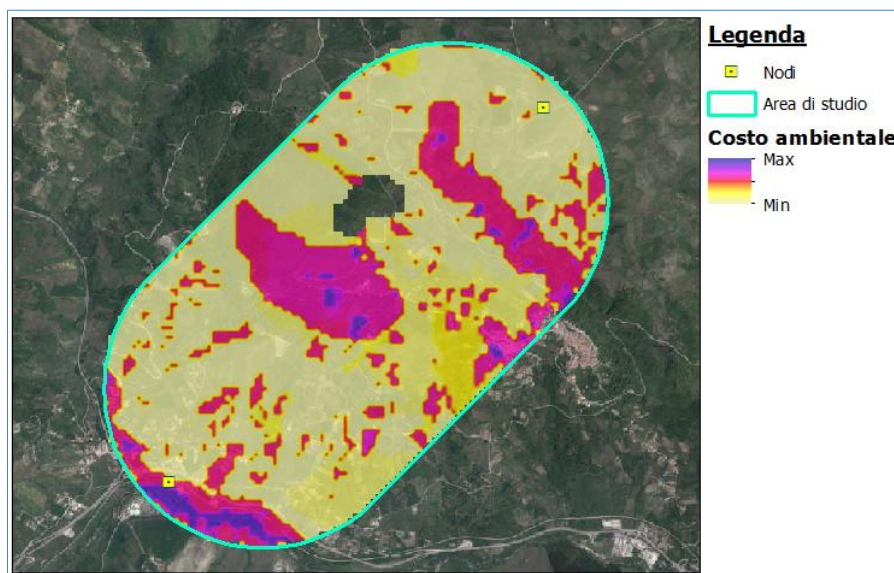 Legenda
Nodi
Area di studio
Costo ambientale
Max
Min